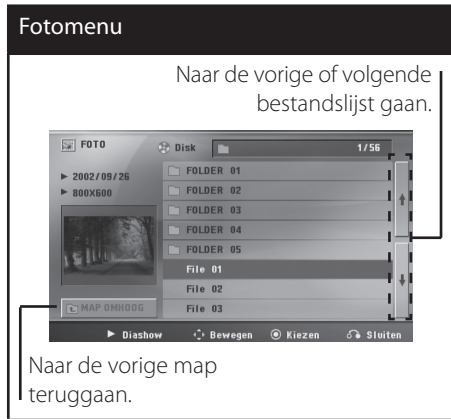 Fotomenu
Naar de vorige of volgende
bestandslijst gaan.
FOTO
Disk
1/56
2002/09/26
800X600
FOLDER 01
FOLDER 02
FOLDER 03
FOLDER 04
FOLDER 05
File 01
File 02
File 03
MAP OMHOOG
Diashow Bewegen Kiezen Sluiten
Naar de vorige map
teruggaan.